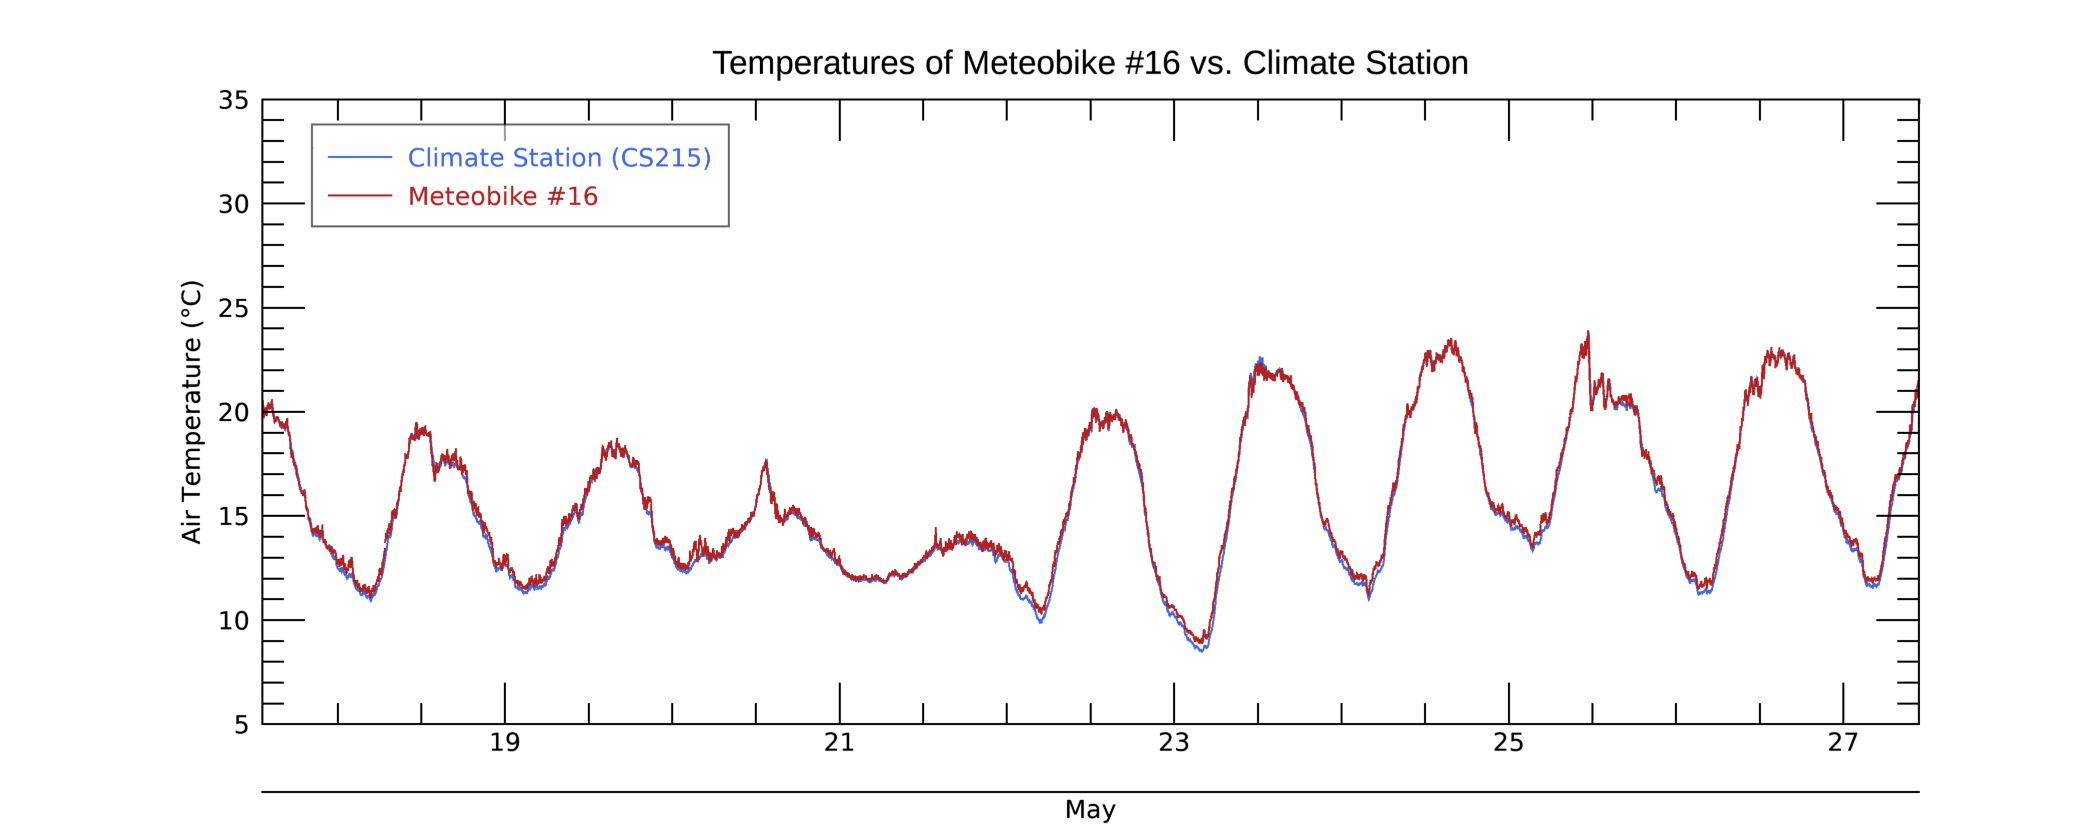 Temperatures of Meteobike #16 vs. Climate Station
35
30
25
20
15
10
5
Air Temperature (°C)
Climate Station (CS215)
Meteobike #16
19 21 23 25 27
May